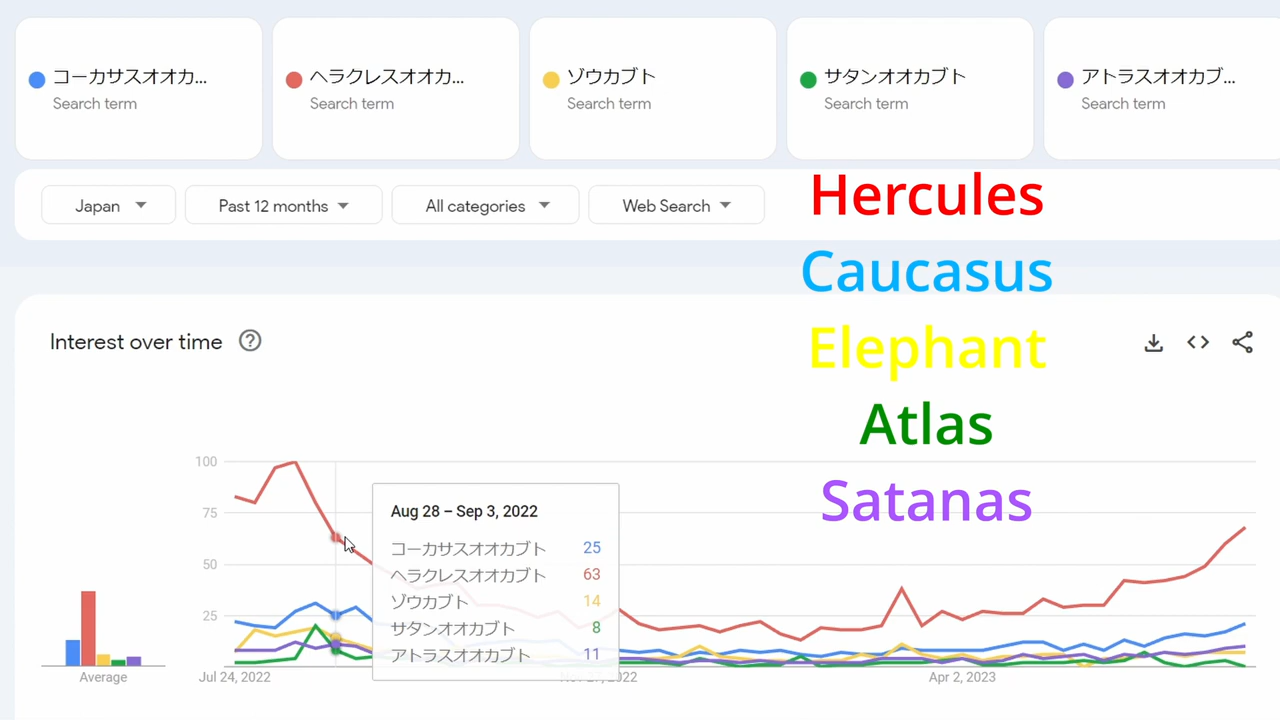 コーカサスオオカ...
Search term
ヘラクレスオオカ...
Search term
ゾウカブト
Search term
サタンオオカブト
Search term
アトラスオオカブ...
Search term
Japan
Past 12 months
All categories
Web Search
Hercules
Caucasus
Elephant
Atlas
Satanas
Interest over time
100
75
50
25
Aug 28 – Sep 3, 2022
コーカサスオオカブト 25
ヘラクレスオオカブト 63
ゾウカブト 14
サタンオオカブト 8
アトラスオオカブト 11
Average
Jul 24, 2022
2022
Apr 2, 2023